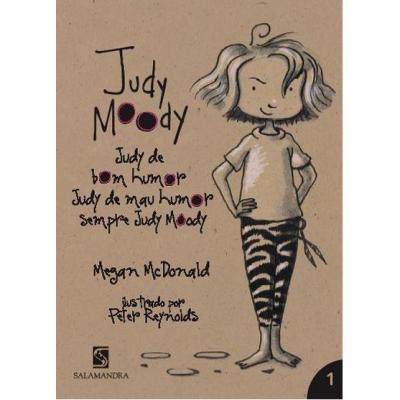 Judy
Moody
Judy de
bom humor
Judy de mau humor
sempre Judy Moody
Megan McDonald
ilustrado por
Peter Reynolds
SALAMANDRA
1